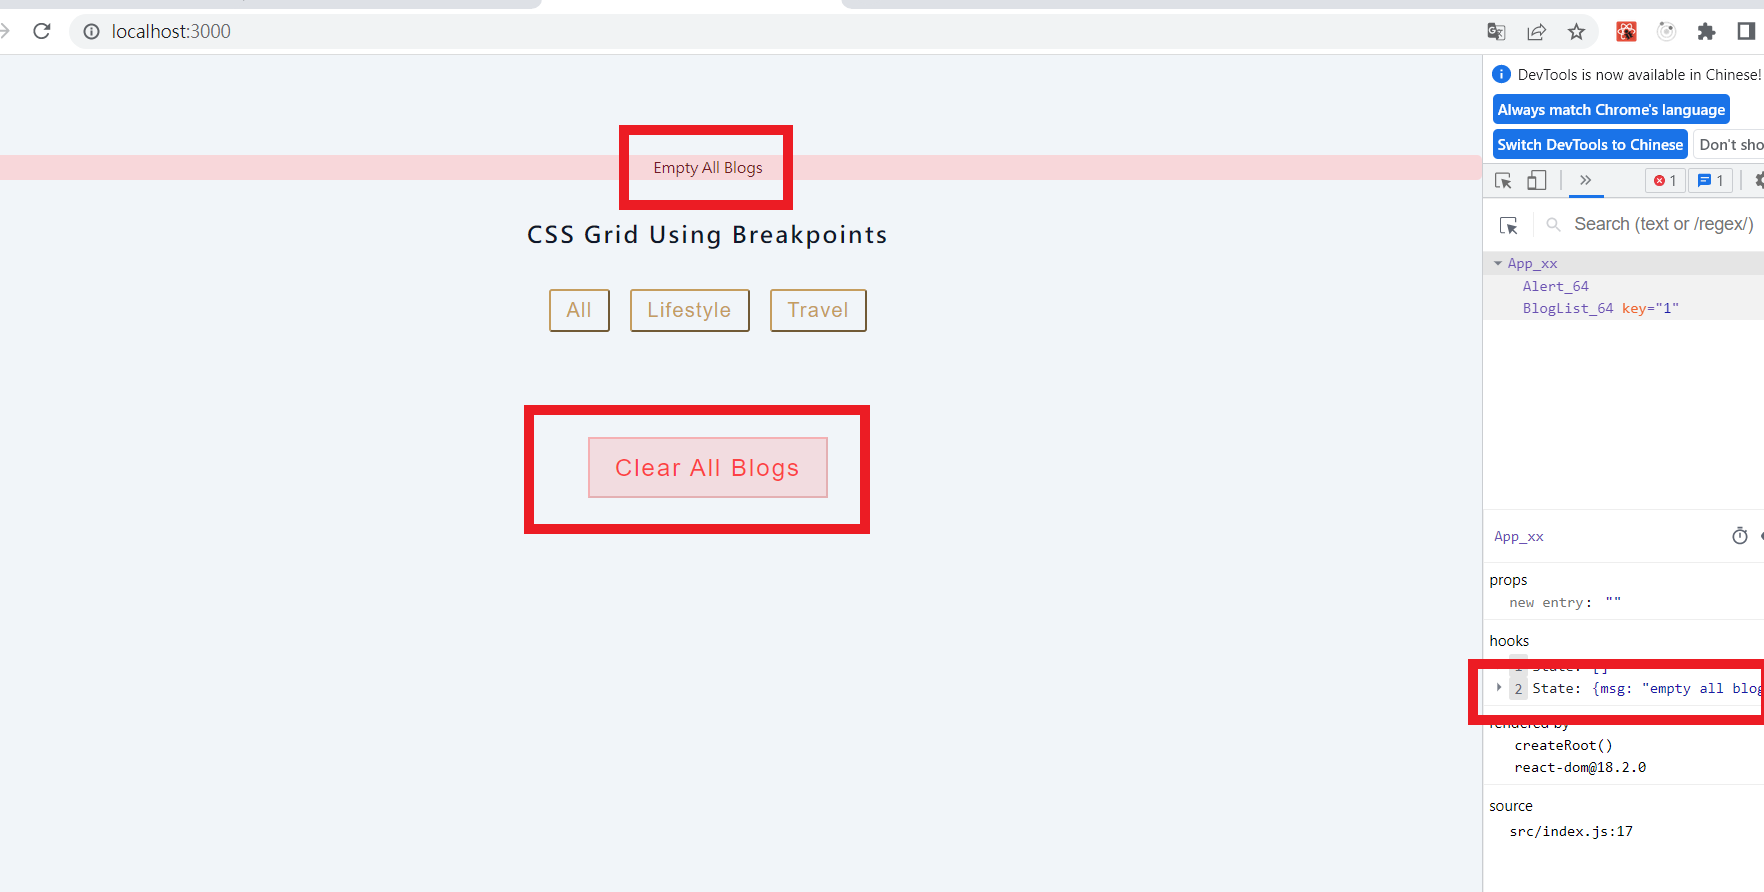 localhost:3000
DevTools is now available in Chinese!
Always match Chrome's language
Switch DevTools to Chinese
Don't sho
1
1
Empty All Blogs
CSS Grid Using Breakpoints
All
Lifestyle
Travel
Clear All Blogs
Search (text or /regex/)
App_xx
Alert_64
BlogList_64 key="1"
App_xx
props
new entry: ""
hooks
1 State: []
2 State: {msg: "empty all blog
rendered by
createRoot()
react-dom@18.2.0
source
src/index.js:17